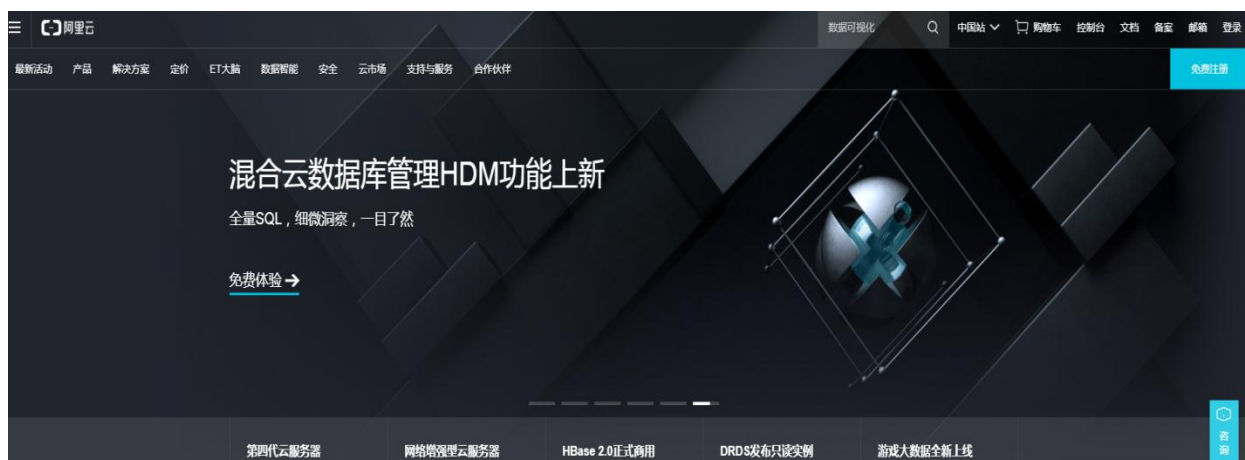 阿里云
数据可视化 中国站 购物车 控制台 文档 备案 邮箱 登录
最新活动 产品 解决方案 定价 ET大脑 数据智能 安全 云市场 支持与服务 合作伙伴 免费注册
混合云数据库管理HDM功能上新
全量SQL，细微洞察，一目了然
免费体验
咨询
第四代云服务器 网络增强型云服务器 HBase 2.0正式商用 DRDS发布只读实例 游戏大数据全新上线